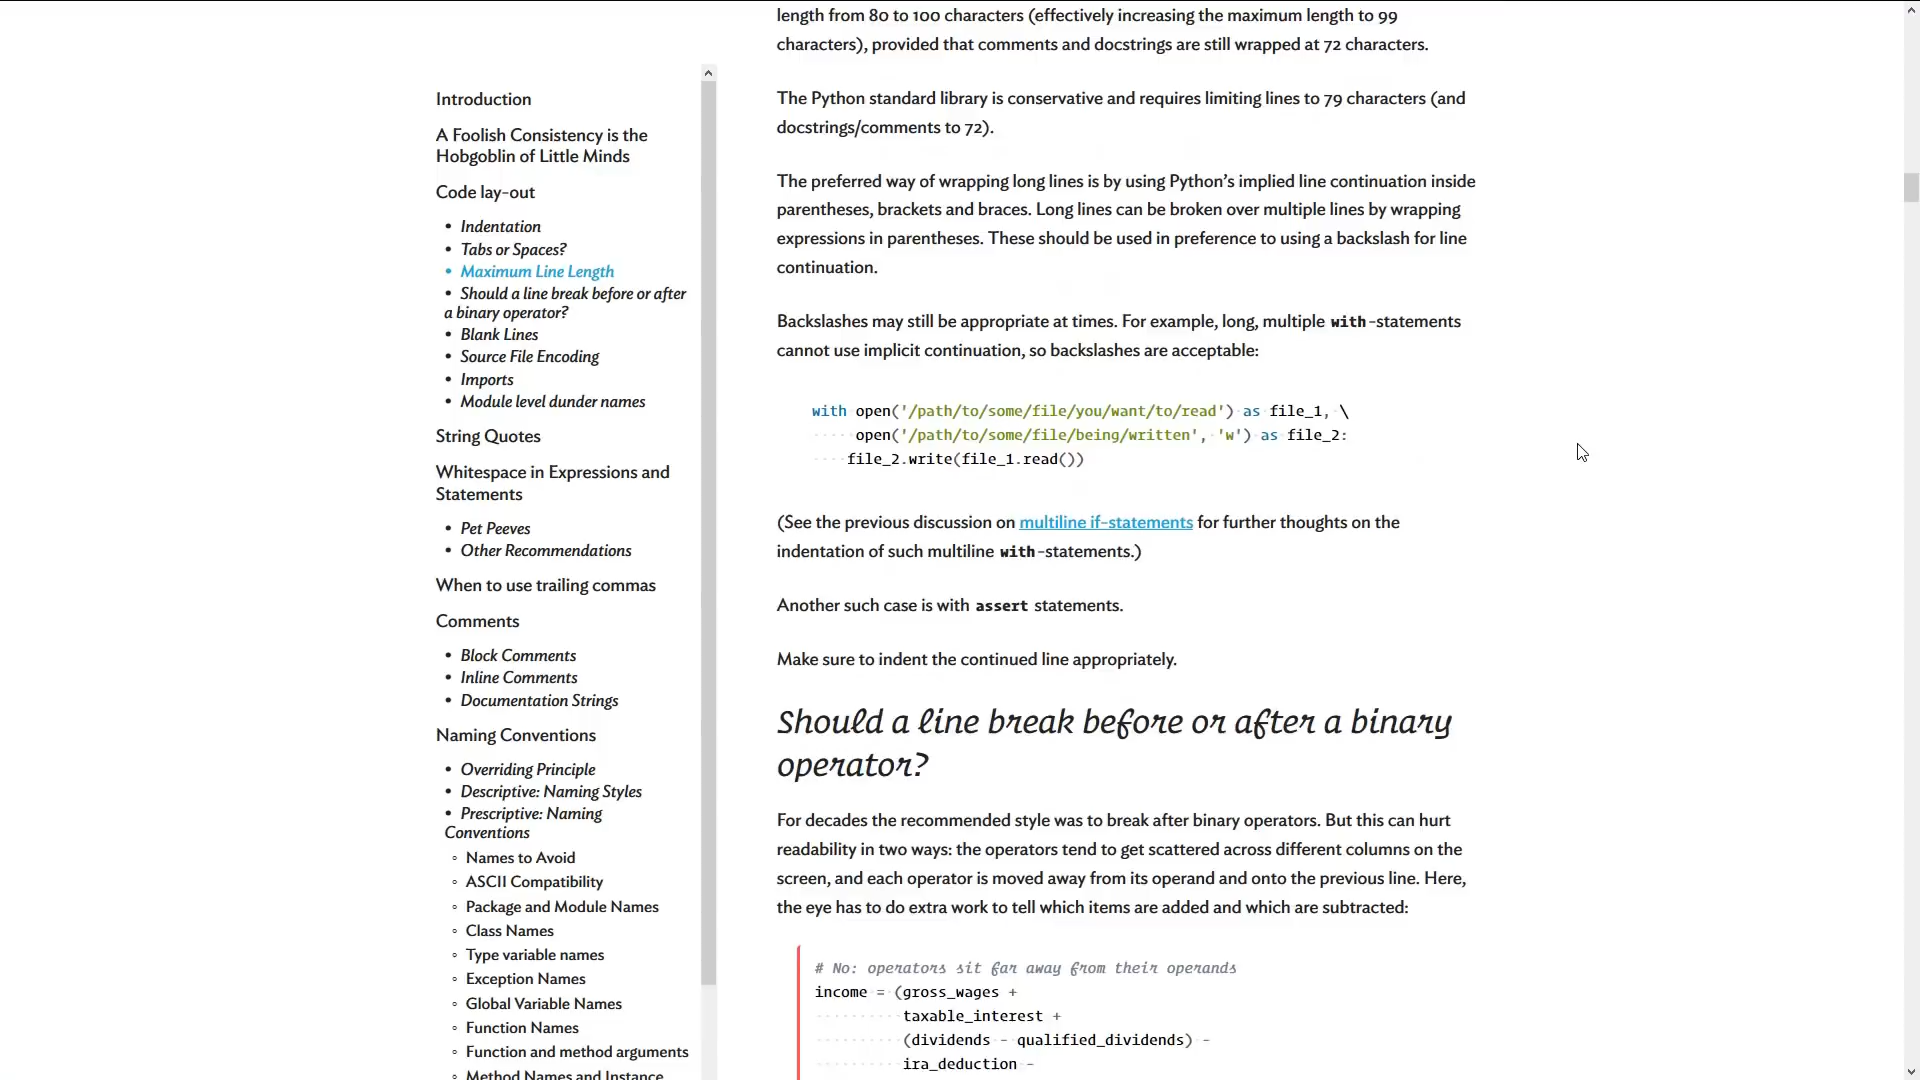 Introduction
A Foolish Consistency is the
Hobgoblin of Little Minds
Code lay-out
• Indentation
• Tabs or Spaces?
• Maximum Line Length
• Should a line break before or after
a binary operator?
• Blank Lines
• Source File Encoding
• Imports
• Module level dunder names
String Quotes
Whitespace in Expressions and
Statements
• Pet Peeves
• Other Recommendations
When to use trailing commas
Comments
• Block Comments
• Inline Comments
• Documentation Strings
Naming Conventions
• Overriding Principle
• Descriptive: Naming Styles
• Prescriptive: Naming
Conventions
◦ Names to Avoid
◦ ASCII Compatibility
◦ Package and Module Names
◦ Class Names
◦ Type variable names
◦ Exception Names
◦ Global Variable Names
◦ Function Names
◦ Function and method arguments
◦ Method Names and Instance
length from 80 to 100 characters (effectively increasing the maximum length to 99
characters), provided that comments and docstrings are still wrapped at 72 characters.
The Python standard library is conservative and requires limiting lines to 79 characters (and
docstrings/comments to 72).
The preferred way of wrapping long lines is by using Python’s implied line continuation inside
parentheses, brackets and braces. Long lines can be broken over multiple lines by wrapping
expressions in parentheses. These should be used in preference to using a backslash for line
continuation.
Backslashes may still be appropriate at times. For example, long, multiple with-statements
cannot use implicit continuation, so backslashes are acceptable:
with open('/path/to/some/file/you/want/to/read') as file_1, \
     open('/path/to/some/file/being/written', 'w') as file_2:
    file_2.write(file_1.read())
(See the previous discussion on multiline if-statements for further thoughts on the
indentation of such multiline with-statements.)
Another such case is with assert statements.
Make sure to indent the continued line appropriately.
Should a line break before or after a binary
operator?
For decades the recommended style was to break after binary operators. But this can hurt
readability in two ways: the operators tend to get scattered across different columns on the
screen, and each operator is moved away from its operand and onto the previous line. Here,
the eye has to do extra work to tell which items are added and which are subtracted:
# No: operators sit far away from their operands
income = (gross_wages +
          taxable_interest +
          (dividends - qualified_dividends) -
          ira_deduction -